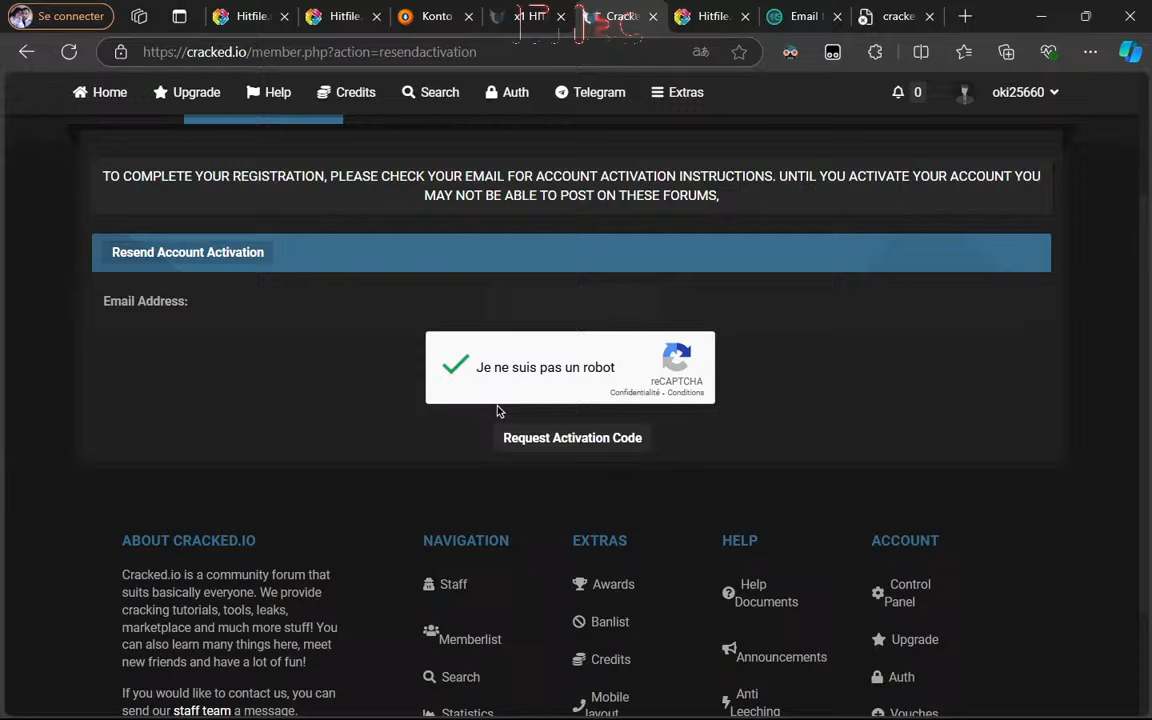 Se connecter
Hitfile.
Hitfile.
Konto
x1 HIT
Cracke
Hitfile.
Email
cracke
https://cracked.io/member.php?action=resendactivation
Home Upgrade Help Credits Search Auth Telegram Extras 0 oki25660
TO COMPLETE YOUR REGISTRATION, PLEASE CHECK YOUR EMAIL FOR ACCOUNT ACTIVATION INSTRUCTIONS. UNTIL YOU ACTIVATE YOUR ACCOUNT YOU
MAY NOT BE ABLE TO POST ON THESE FORUMS,
Resend Account Activation
Email Address:
Je ne suis pas un robot
reCAPTCHA
Confidentialité - Conditions
Request Activation Code
ABOUT CRACKED.IO
Cracked.io is a community forum that
suits basically everyone. We provide
cracking tutorials, tools, leaks,
marketplace and much more stuff! You
can also learn many things here, meet
new friends and have a lot of fun!
If you would like to contact us, you can
send our staff team a message.
NAVIGATION
Staff
Memberlist
Search
Statistics
EXTRAS
Awards
Banlist
Credits
Mobile
layout
HELP
Help
Documents
Announcements
Anti
Leeching
ACCOUNT
Control
Panel
Upgrade
Auth
Vouches